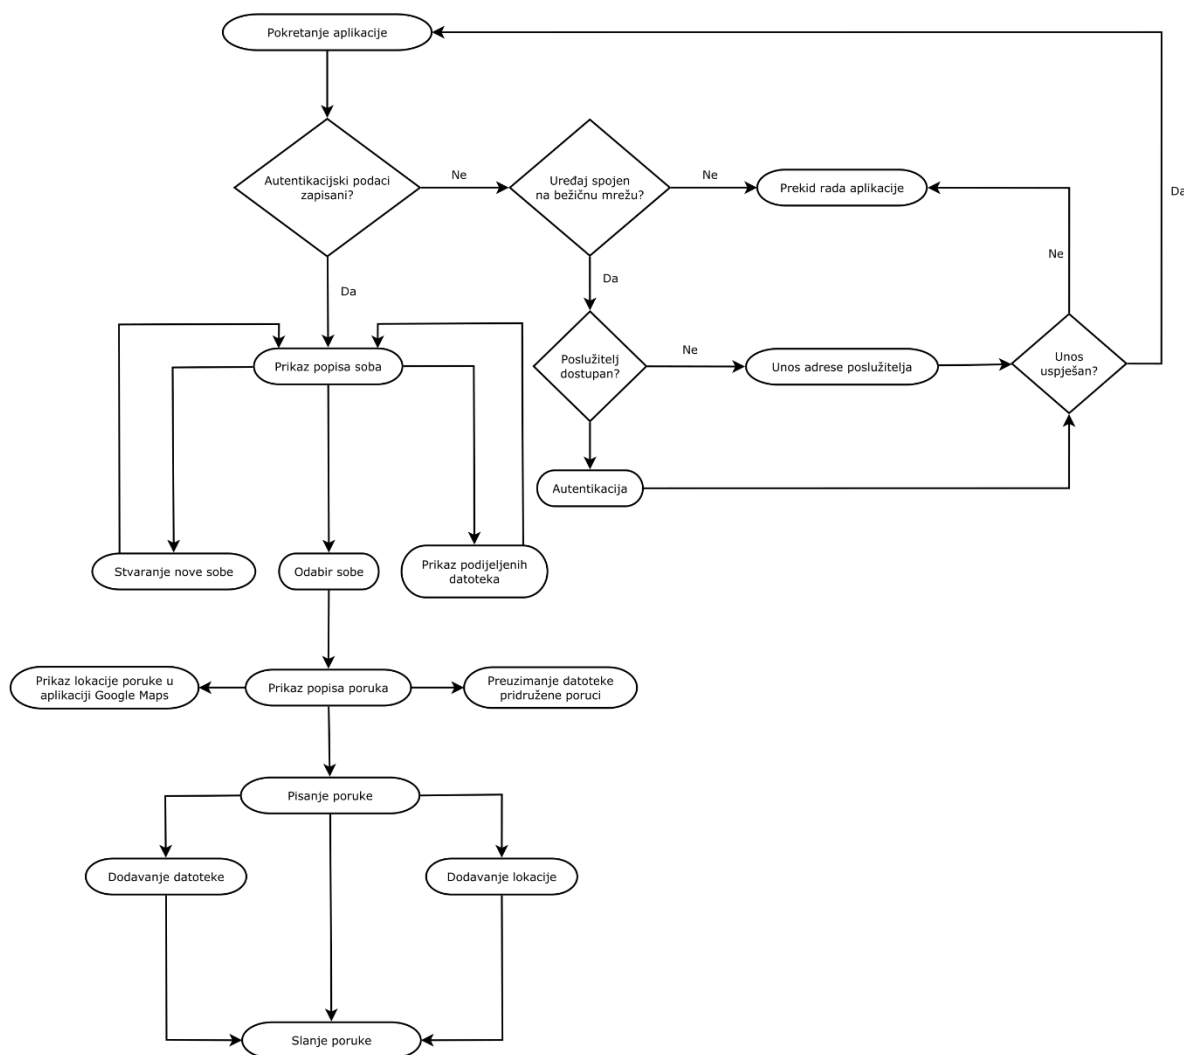 Pokretanje aplikacije
Autentikacijski podaci
zapisani?
Ne
Uređaj spojen
na bežičnu mrežu?
Ne
Prekid rada aplikacije
Da
Ne
Da
Da
Prikaz popisa soba
Poslužitelj
dostupan?
Ne
Unos adrese poslužitelja
Unos
uspješan?
Autentikacija
Stvaranje nove sobe
Odabir sobe
Prikaz podijeljenih
datoteka
Prikaz lokacije poruke u
aplikaciji Google Maps
Prikaz popisa poruka
Preuzimanje datoteke
pridružene poruci
Pisanje poruke
Dodavanje datoteke
Dodavanje lokacije
Slanje poruke